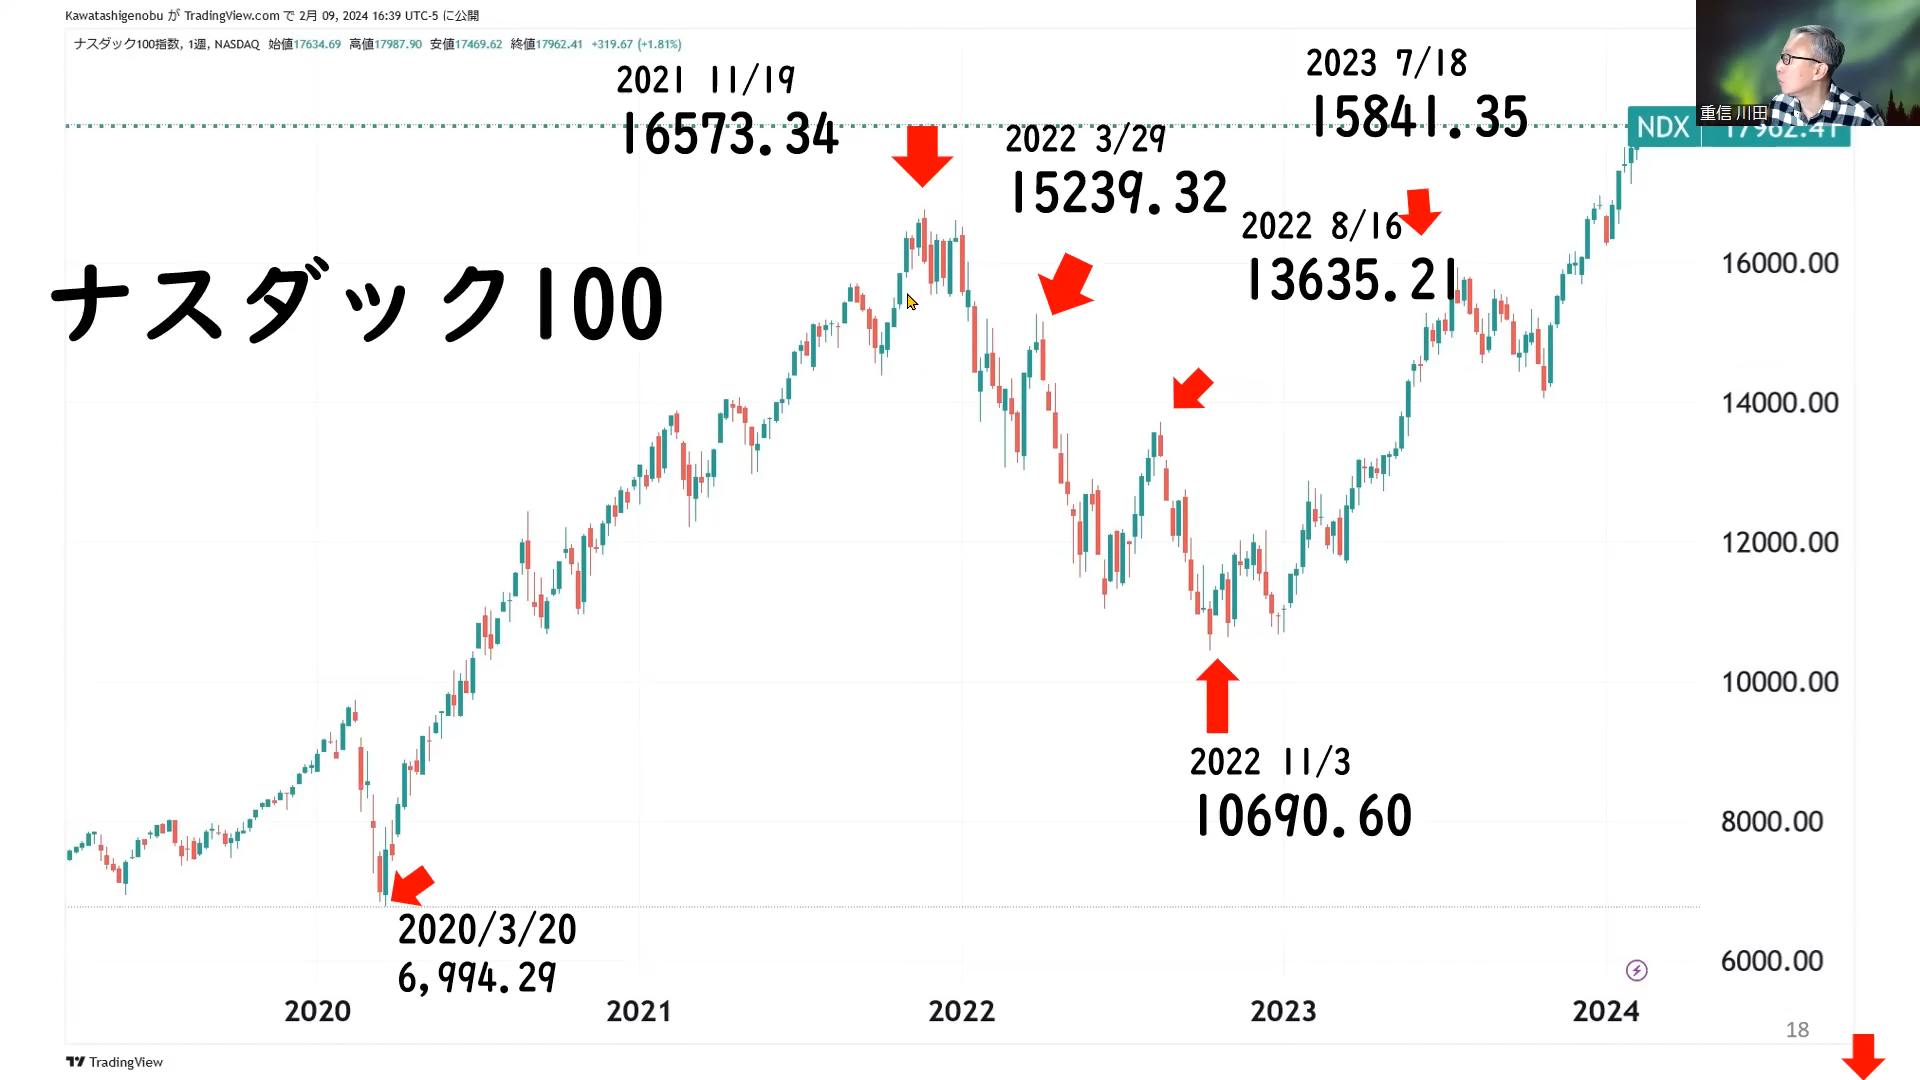 Kawatashigenobu が TradingView.com で 2月 09, 2024 16:39 UTC-5 に公開
ナスダック100指数, 1週, NASDAQ 始値17634.69 高値17987.90 安値17469.62 終値17962.41 +319.67 (+1.81%)
2021 11/19
16573.34
2022 3/29
15239.32
2023 7/18
15841.35
重信 川田
NDX 17962.41
2022 8/16
13635.21
ナスダック100
16000.00
14000.00
12000.00
10000.00
8000.00
6000.00
2022 11/3
10690.60
2020/3/20
6,994.29
2020 2021 2022 2023 2024
18
TradingView